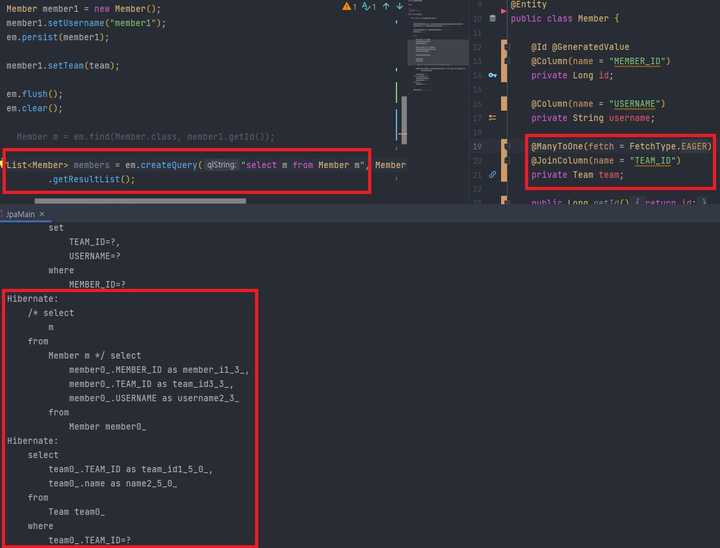 Member member1 = new Member();
member1.setUsername("member1");
em.persist(member1);
member1.setTeam(team);
em.flush();
em.clear();
Member m = em.find(Member.class, member1.getId());
List<Member> members = em.createQuery( qlString: "select m from Member m", Member
.getResultList();
1 1
10
11
12
13
14
15
16
17
18
19
20
21
22
@Entity
public class Member {
@Id @GeneratedValue
@Column(name = "MEMBER_ID")
private Long id;
@Column(name = "USERNAME")
private String username;
@ManyToOne(fetch = FetchType.EAGER)
@JoinColumn(name = "TEAM_ID")
private Team team;
public Long getId() { return id; }
JpaMain ×
set
TEAM_ID=?,
USERNAME=?
where
MEMBER_ID=?
Hibernate:
/* select
m
from
Member m */ select
member0_.MEMBER_ID as member_i1_3_,
member0_.TEAM_ID as team_id3_3_,
member0_.USERNAME as username2_3_
from
Member member0_
Hibernate:
select
team0_.TEAM_ID as team_id1_5_0_,
team0_.name as name2_5_0_
from
Team team0_
where
team0_.TEAM_ID=?